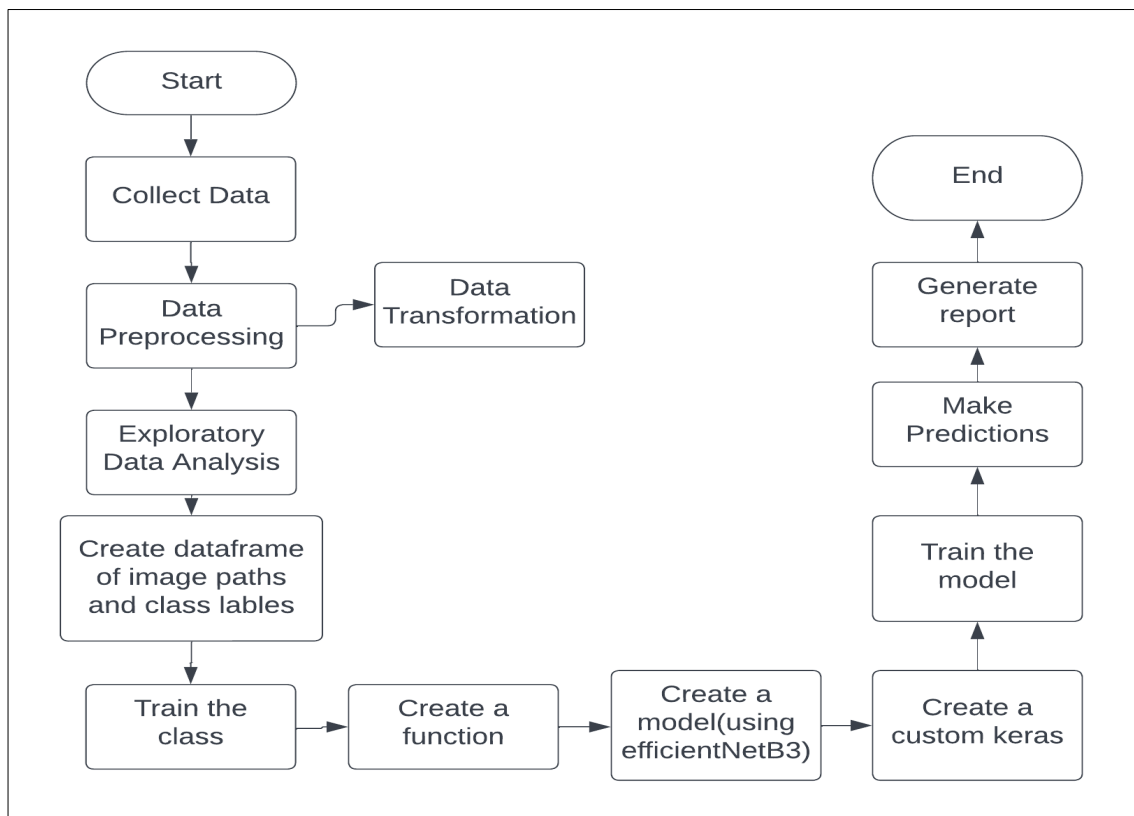 Start
Collect Data
Data
Preprocessing
Data
Transformation
Exploratory
Data Analysis
Create dataframe
of image paths
and class lables
Train the
class
Create a
function
Create a
model(using
efficientNetB3)
Create a
custom keras
Train the
model
Make
Predictions
Generate
report
End